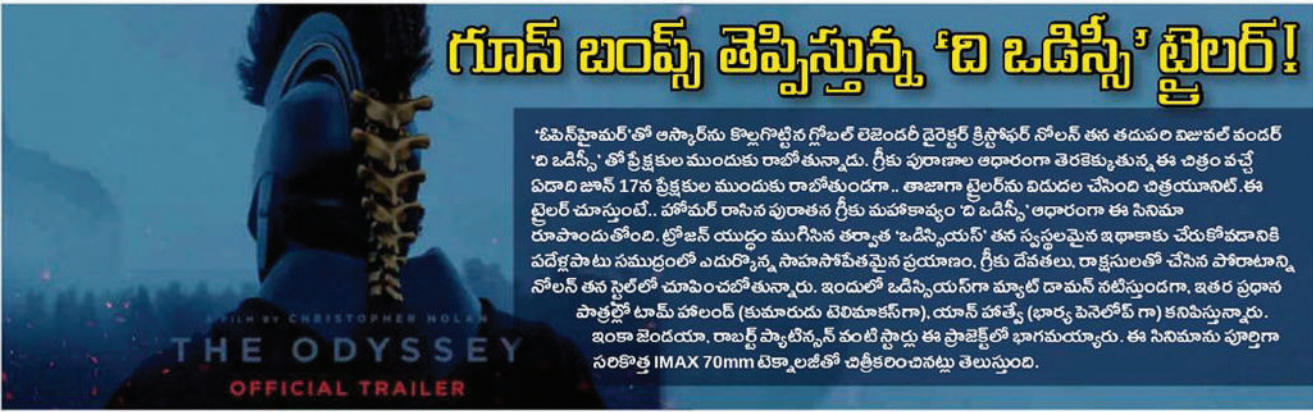 గూస్ బంప్స్ తెప్పిస్తున్న ‘ది ఒడిస్సీ’ ట్రైలర్!
‘ఓపెన్‌హైమర్’తో ఆస్కార్‌ను కొల్లగొట్టిన గ్లోబల్ లెజెండరీ డైరెక్టర్ క్రిస్టోఫర్ నోలన్ తన తదుపరి విజువల్ వండర్
‘ది ఒడిస్సీ’ తో ప్రేక్షకుల ముందుకు రాబోతున్నాడు. గ్రీకు పురాణాల ఆధారంగా తెరకెక్కుతున్న ఈ చిత్రం వచ్చే
ఏడాది జూన్ 17న ప్రేక్షకుల ముందుకు రాబోతుండగా.. తాజాగా ట్రైలర్‌ను విడుదల చేసింది చిత్రయూనిట్.ఈ
ట్రైలర్ చూస్తుంటే.. హోమర్ రాసిన పురాతన గ్రీకు మహాకావ్యం ‘ది ఒడిస్సీ’ ఆధారంగా ఈ సినిమా
రూపొందుతోంది. ట్రోజన్ యుద్ధం ముగిసిన తర్వాత ‘ఒడిస్సియస్’ తన స్వస్థలమైన ఇథాకాకు చేరుకోవడానికి
పదేళ్లపాటు సముద్రంలో ఎదుర్కొన్న సాహసోపేతమైన ప్రయాణం, గ్రీకు దేవతలు, రాక్షసులతో చేసిన పోరాటాన్ని
నోలన్ తన స్టైల్‌లో చూపించబోతున్నారు. ఇందులో ఒడిస్సియస్‌గా మ్యాట్ డామన్ నటిస్తుండగా, ఇతర ప్రధాన
పాత్రల్లో టామ్ హాలండ్ (కుమారుడు టెలిమాకస్‌గా), యాన్ హాత్వే (భార్య పెనెలోప్ గా) కనిపిస్తున్నారు.
ఇంకా జెండయా, రాబర్ట్ ప్యాటిన్సన్ వంటి స్టార్లు ఈ ప్రాజెక్ట్‌లో భాగమయ్యారు. ఈ సినిమాను పూర్తిగా
సరికొత్త IMAX 70mm టెక్నాలజీతో చిత్రీకరించినట్లు తెలుస్తుంది.
A FILM BY CHRISTOPHER NOLAN
THE ODYSSEY
OFFICIAL TRAILER